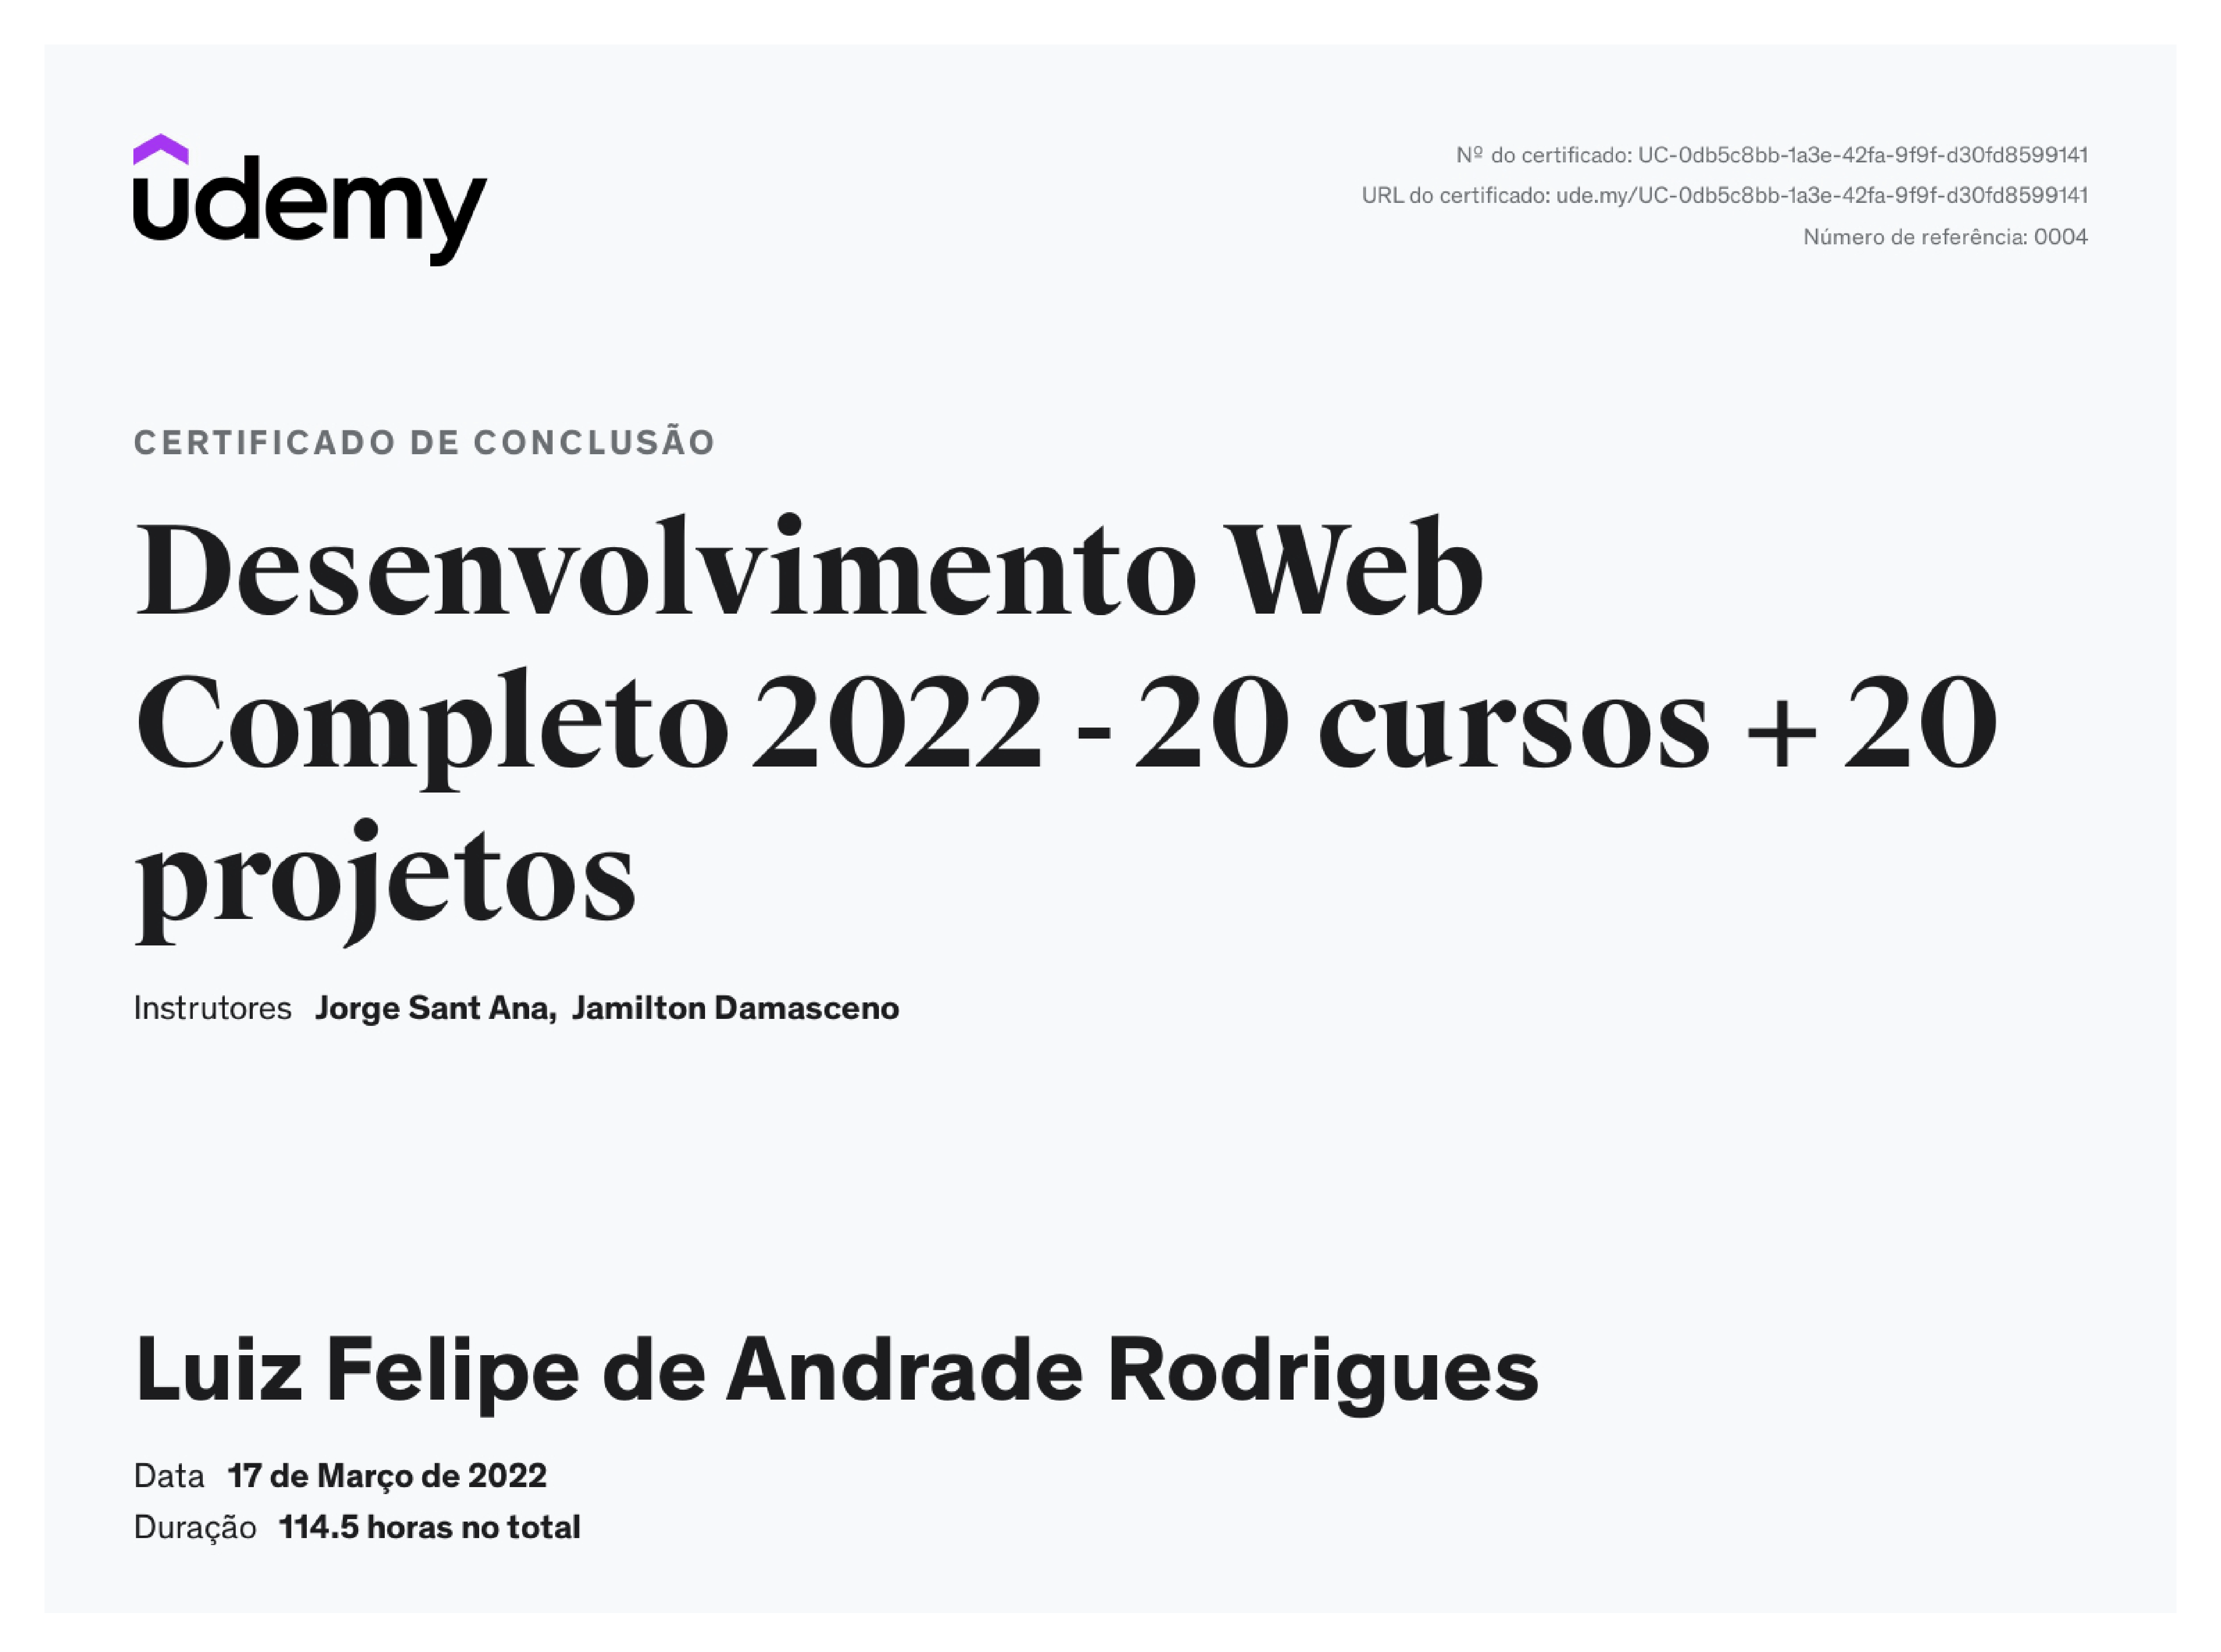 udemy
Nº do certificado: UC-0db5c8bb-1a3e-42fa-9f9f-d30fd8599141
URL do certificado: ude.my/UC-0db5c8bb-1a3e-42fa-9f9f-d30fd8599141
Número de referência: 0004
CERTIFICADO DE CONCLUSÃO
Desenvolvimento Web
Completo 2022 - 20 cursos + 20
projetos
Instrutores Jorge Sant Ana, Jamilton Damasceno
Luiz Felipe de Andrade Rodrigues
Data 17 de Março de 2022
Duração 114.5 horas no total